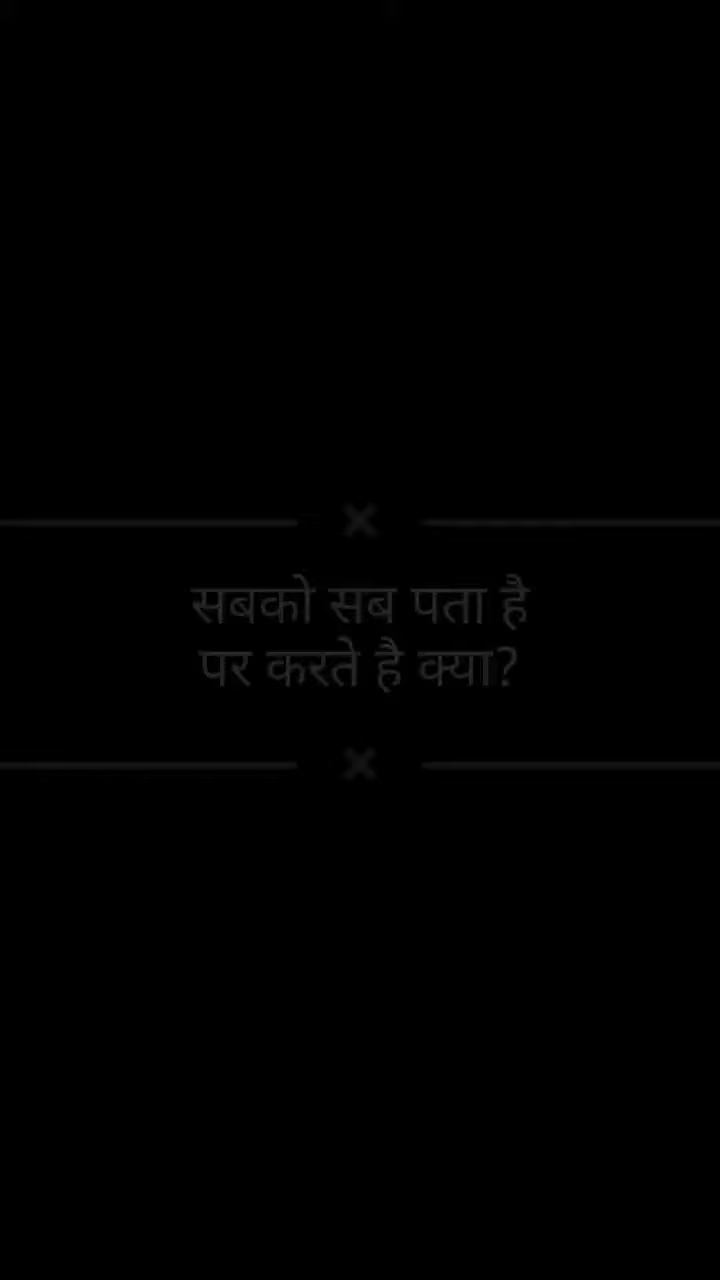 सबको सब पता है
पर करते है क्या?